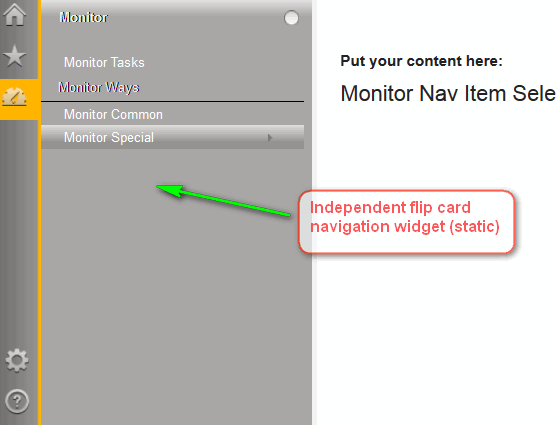 Monitor
Monitor Tasks
Monitor Ways
Monitor Common
Monitor Special
Put your content here:
Monitor Nav Item Sele
Independent flip card
navigation widget (static)
?